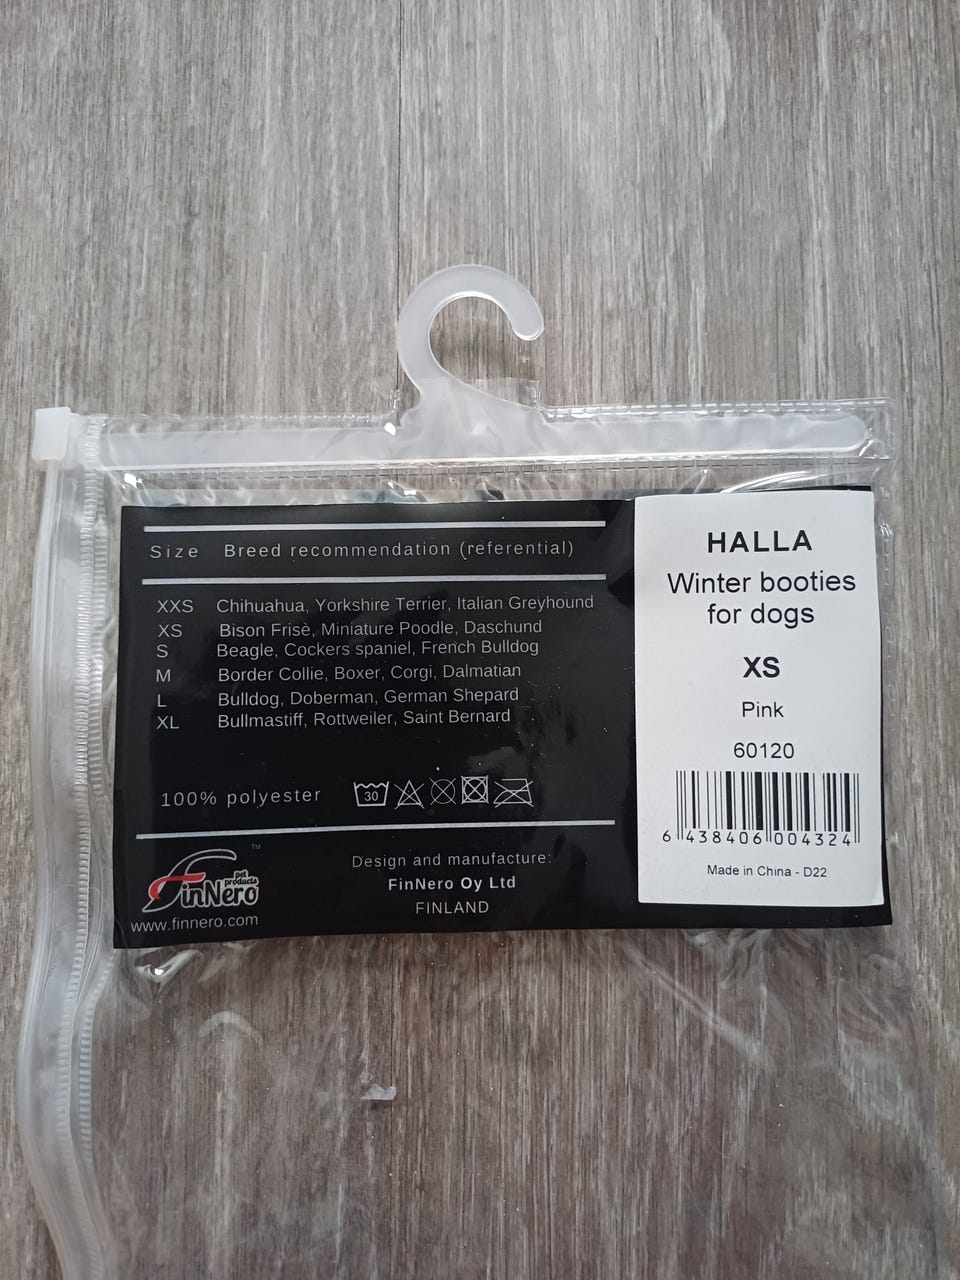 Size Breed recommendation (referential)
XXS Chihuahua, Yorkshire Terrier, Italian Greyhound
XS Bison Frisè, Miniature Poodle, Daschund
S Beagle, Cockers spaniel, French Bulldog
M Border Collie, Boxer, Corgi, Dalmatian
L Bulldog, Doberman, German Shepard
XL Bullmastiff, Rottweiler, Saint Bernard
100% polyester 30
FinNero pet products ™
www.finnero.com
Design and manufacture:
FinNero Oy Ltd
FINLAND
HALLA
Winter booties
for dogs
XS
Pink
60120
6 438406 004324
Made in China - D22